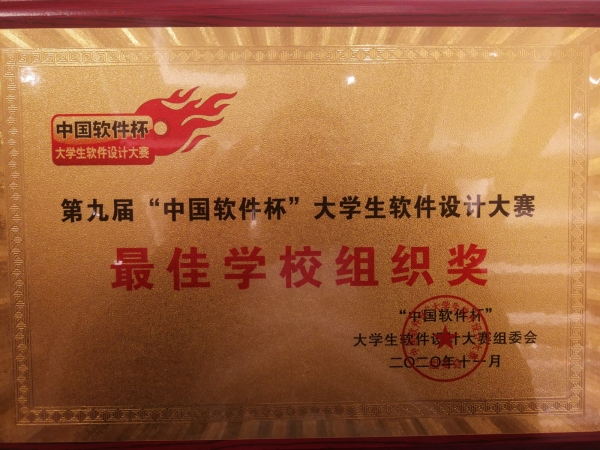 中国软件杯
大学生软件设计大赛
第九届“中国软件杯”大学生软件设计大赛
最佳学校组织奖
“中国软件杯”
大学生软件设计大赛组委会
二〇二〇年十一月